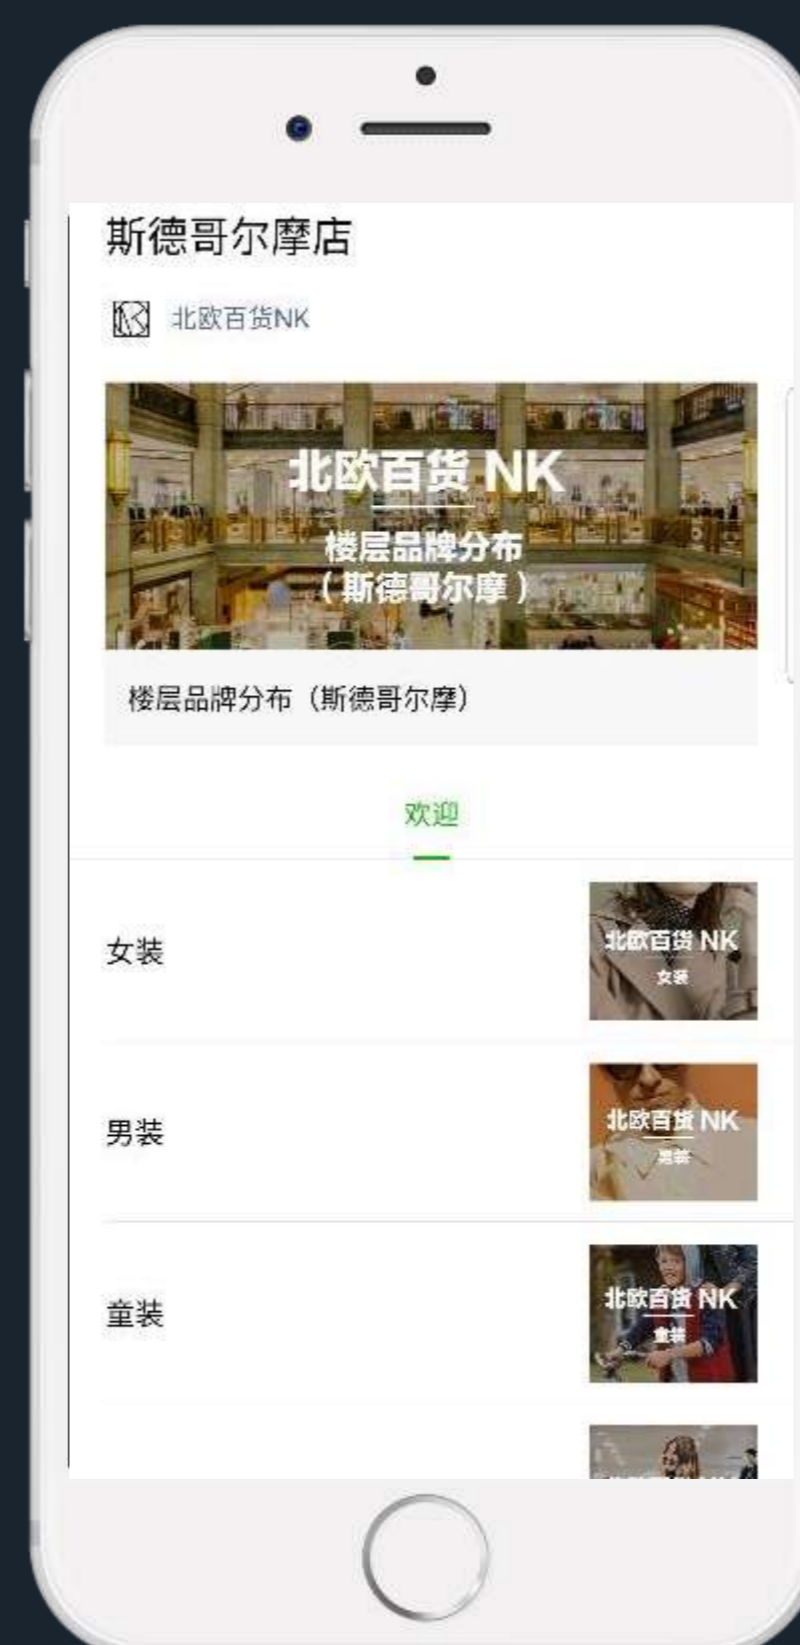 斯德哥尔摩店
NK 北欧百货NK
北欧百货 NK
楼层品牌分布
（斯德哥尔摩）
楼层品牌分布（斯德哥尔摩）
欢迎
女装
北欧百货 NK
女装
男装
北欧百货 NK
男装
童装
北欧百货 NK
童装